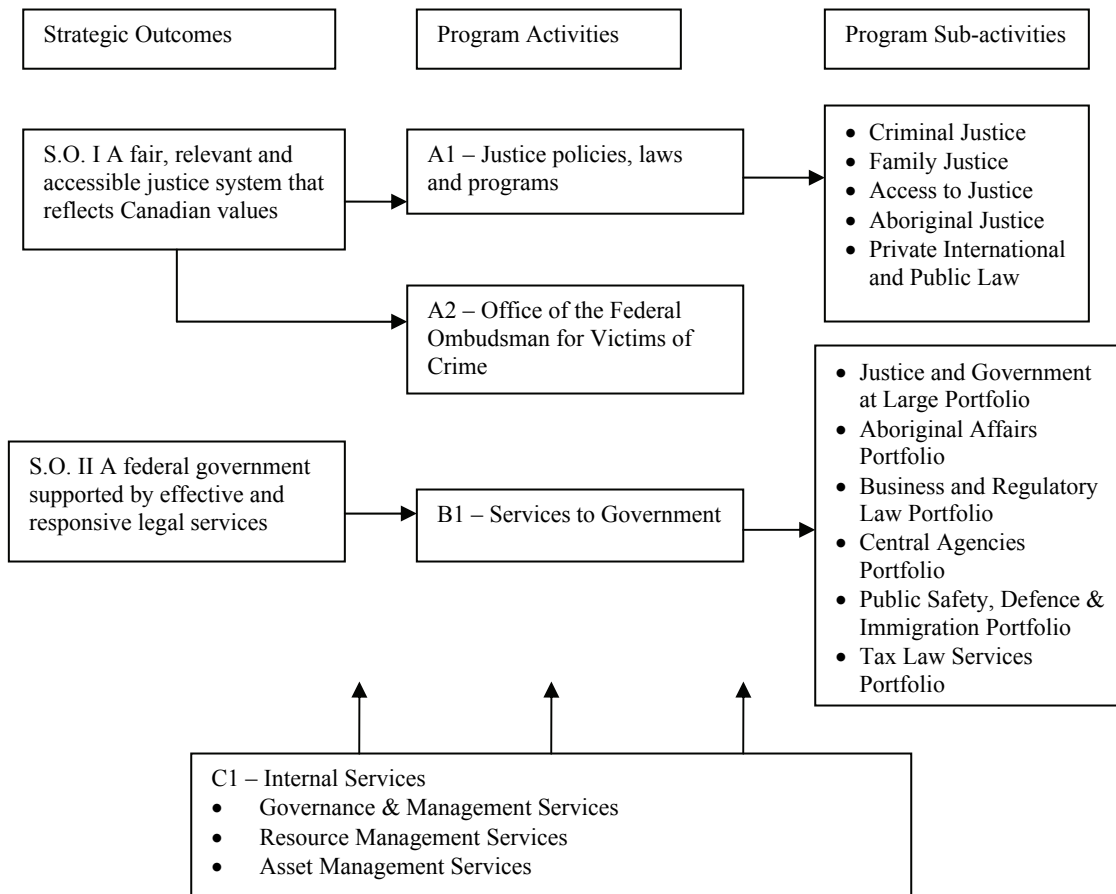 Strategic Outcomes
Program Activities
Program Sub-activities
S.O. I A fair, relevant and
accessible justice system that
reflects Canadian values
A1 – Justice policies, laws
and programs
• Criminal Justice
• Family Justice
• Access to Justice
• Aboriginal Justice
• Private International
and Public Law
A2 – Office of the Federal
Ombudsman for Victims of
Crime
S.O. II A federal government
supported by effective and
responsive legal services
B1 – Services to Government
• Justice and Government
at Large Portfolio
• Aboriginal Affairs
Portfolio
• Business and Regulatory
Law Portfolio
• Central Agencies
Portfolio
• Public Safety, Defence &
Immigration Portfolio
• Tax Law Services
Portfolio
C1 – Internal Services
• Governance & Management Services
• Resource Management Services
• Asset Management Services